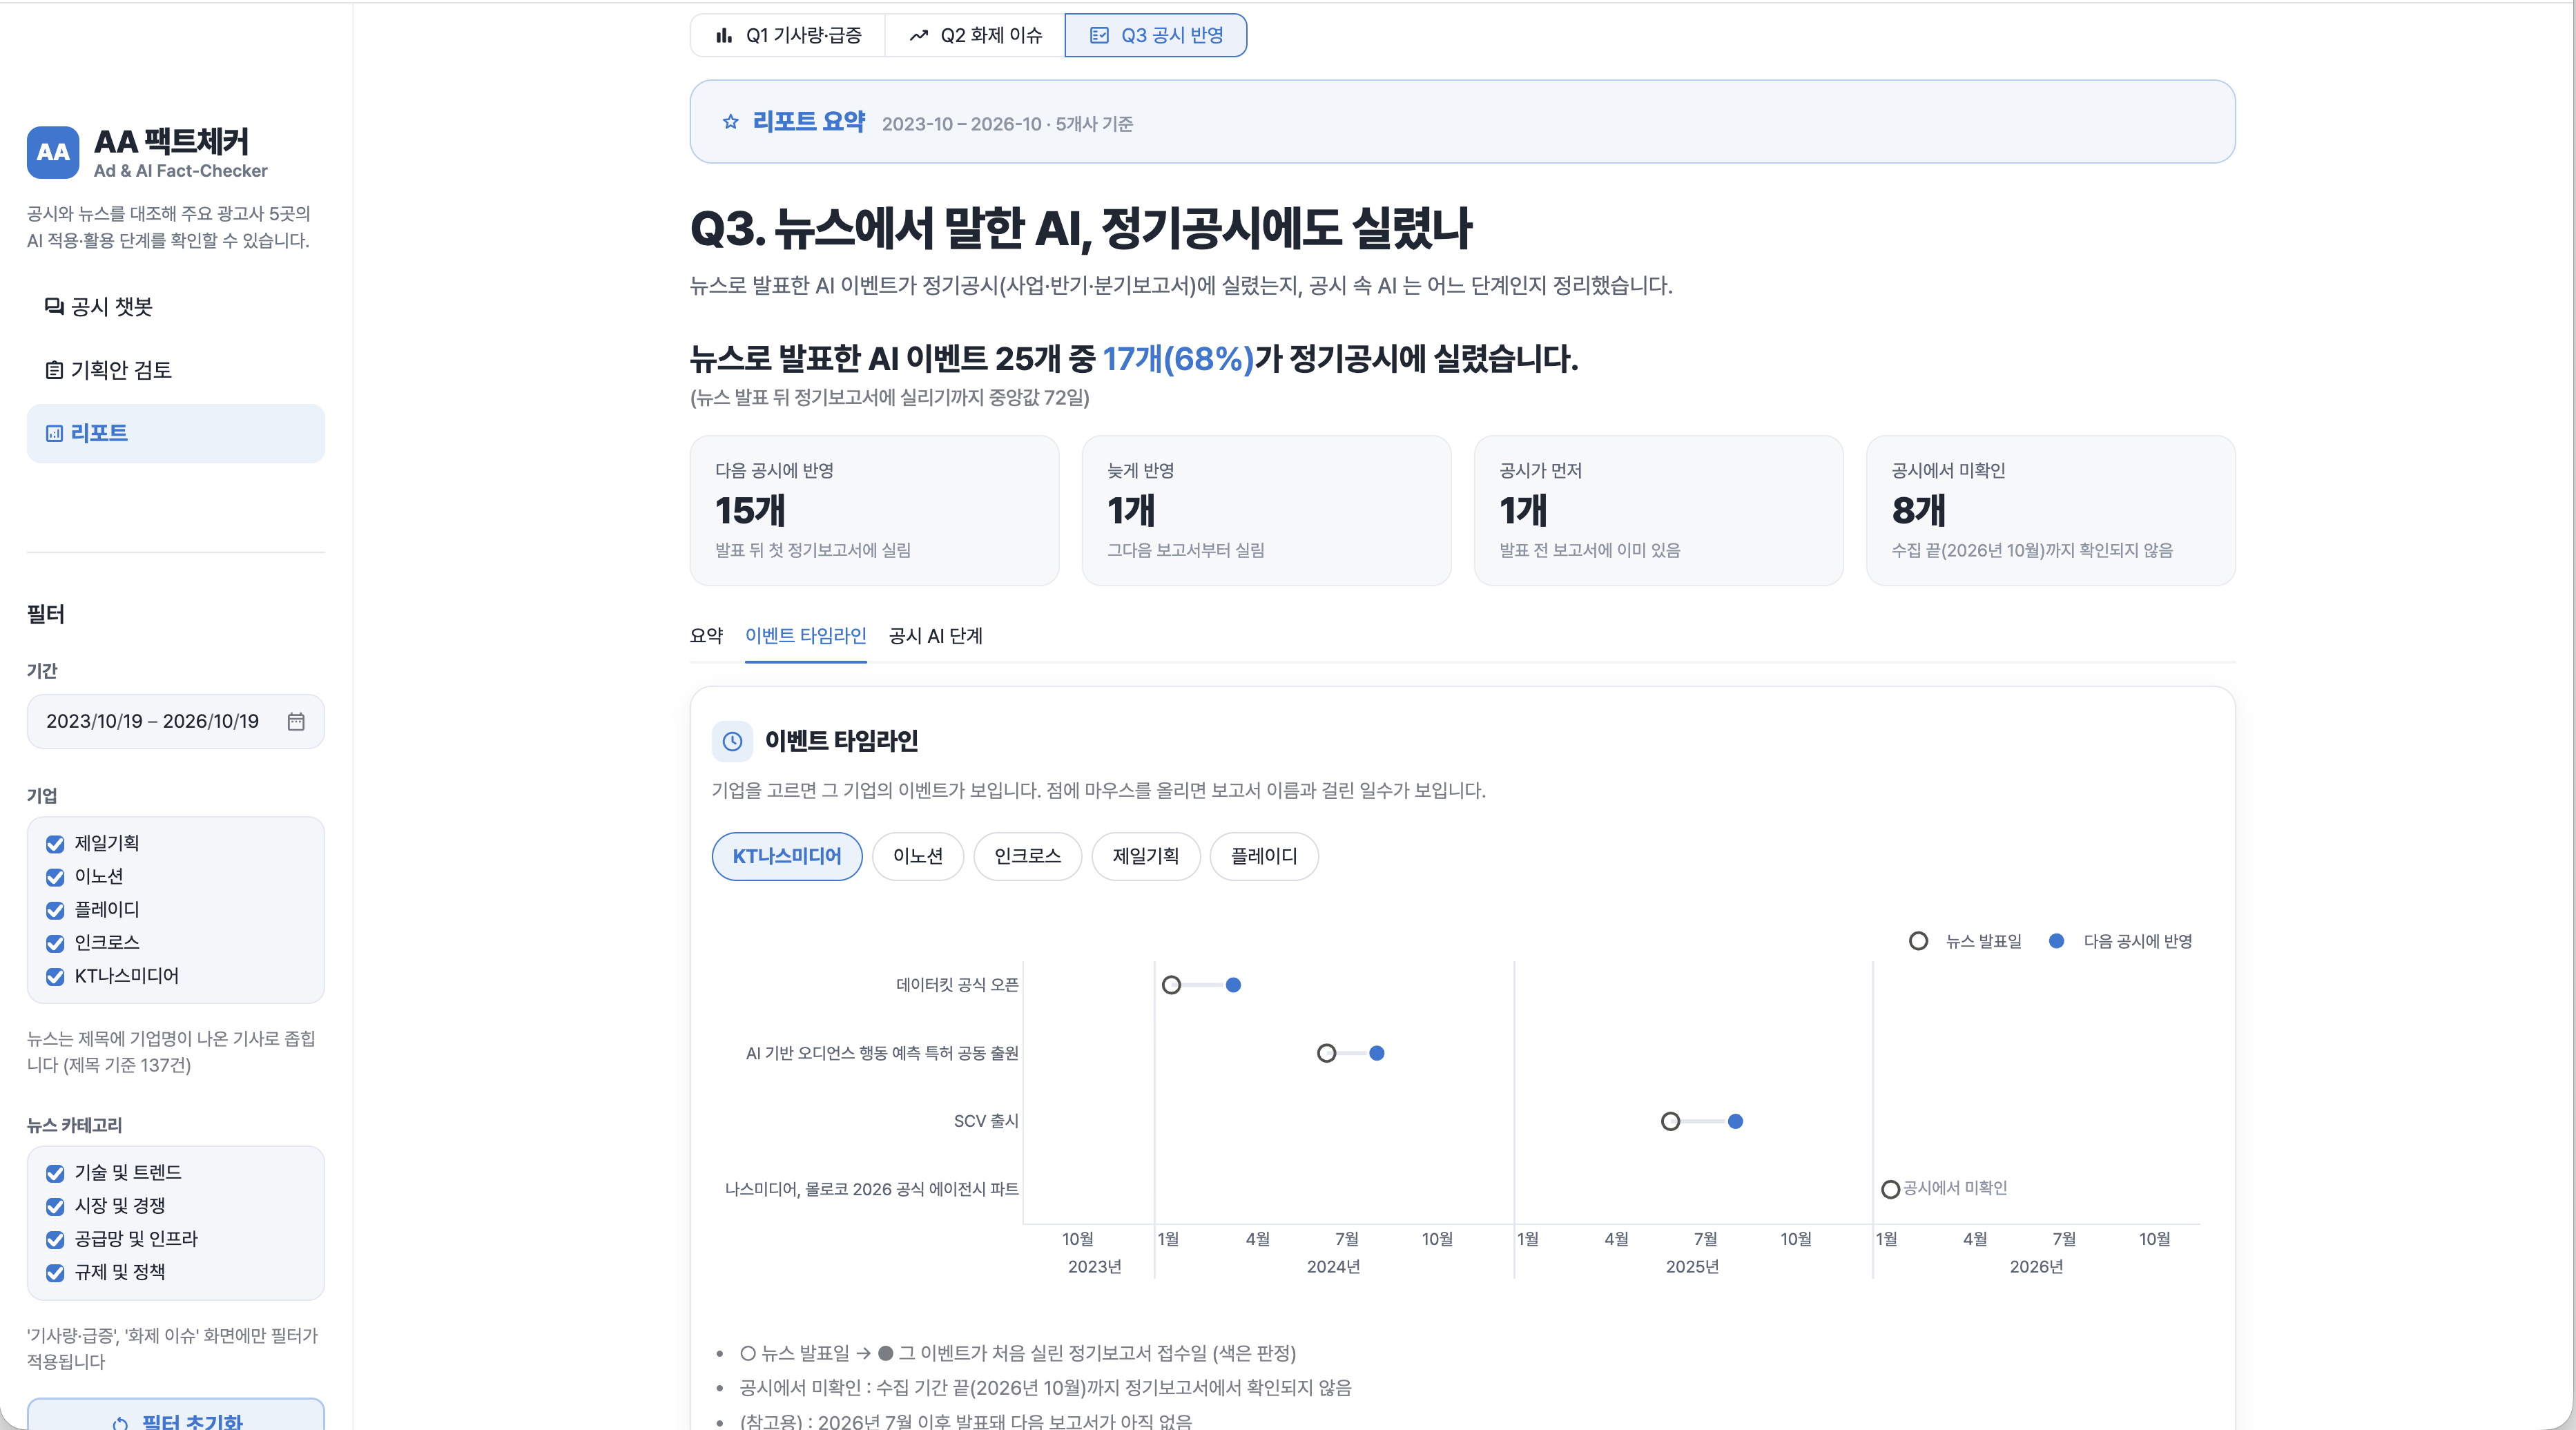 Q1 기사량·급증
Q2 화제 이슈
Q3 공시 반영
리포트 요약 2023-10 – 2026-10 · 5개사 기준
AA
AA 팩트체커
Ad & AI Fact-Checker
공시와 뉴스를 대조해 주요 광고사 5곳의
AI 적용·활용 단계를 확인할 수 있습니다.
공시 챗봇
기획안 검토
리포트
필터
기간
2023/10/19 – 2026/10/19
기업
제일기획
이노션
플레이디
인크로스
KT나스미디어
뉴스는 제목에 기업명이 나온 기사로 좁힙
니다 (제목 기준 137건)
뉴스 카테고리
기술 및 트렌드
시장 및 경쟁
공급망 및 인프라
규제 및 정책
'기사량·급증', '화제 이슈' 화면에만 필터가
적용됩니다
필터 초기화
Q3. 뉴스에서 말한 AI, 정기공시에도 실렸나
뉴스로 발표한 AI 이벤트가 정기공시(사업·반기·분기보고서)에 실렸는지, 공시 속 AI 는 어느 단계인지 정리했습니다.
뉴스로 발표한 AI 이벤트 25개 중 17개(68%)가 정기공시에 실렸습니다.
(뉴스 발표 뒤 정기보고서에 실리기까지 중앙값 72일)
다음 공시에 반영
15개
발표 뒤 첫 정기보고서에 실림
늦게 반영
1개
그다음 보고서부터 실림
공시가 먼저
1개
발표 전 보고서에 이미 있음
공시에서 미확인
8개
수집 끝(2026년 10월)까지 확인되지 않음
요약
이벤트 타임라인
공시 AI 단계
이벤트 타임라인
기업을 고르면 그 기업의 이벤트가 보입니다. 점에 마우스를 올리면 보고서 이름과 걸린 일수가 보입니다.
KT나스미디어
이노션
인크로스
제일기획
플레이디
뉴스 발표일
다음 공시에 반영
데이터킷 공식 오픈
AI 기반 오디언스 행동 예측 특허 공동 출원
SCV 출시
나스미디어, 몰로코 2026 공식 에이전시 파트
공시에서 미확인
10월 1월 4월 7월 10월 1월 4월 7월 10월 1월 4월 7월 10월
2023년 2024년 2025년 2026년
• ○ 뉴스 발표일 → ● 그 이벤트가 처음 실린 정기보고서 접수일 (색은 판정)
• 공시에서 미확인 : 수집 기간 끝(2026년 10월)까지 정기보고서에서 확인되지 않음
• (참고용) : 2026년 7월 이후 발표돼 다음 보고서가 아직 없음